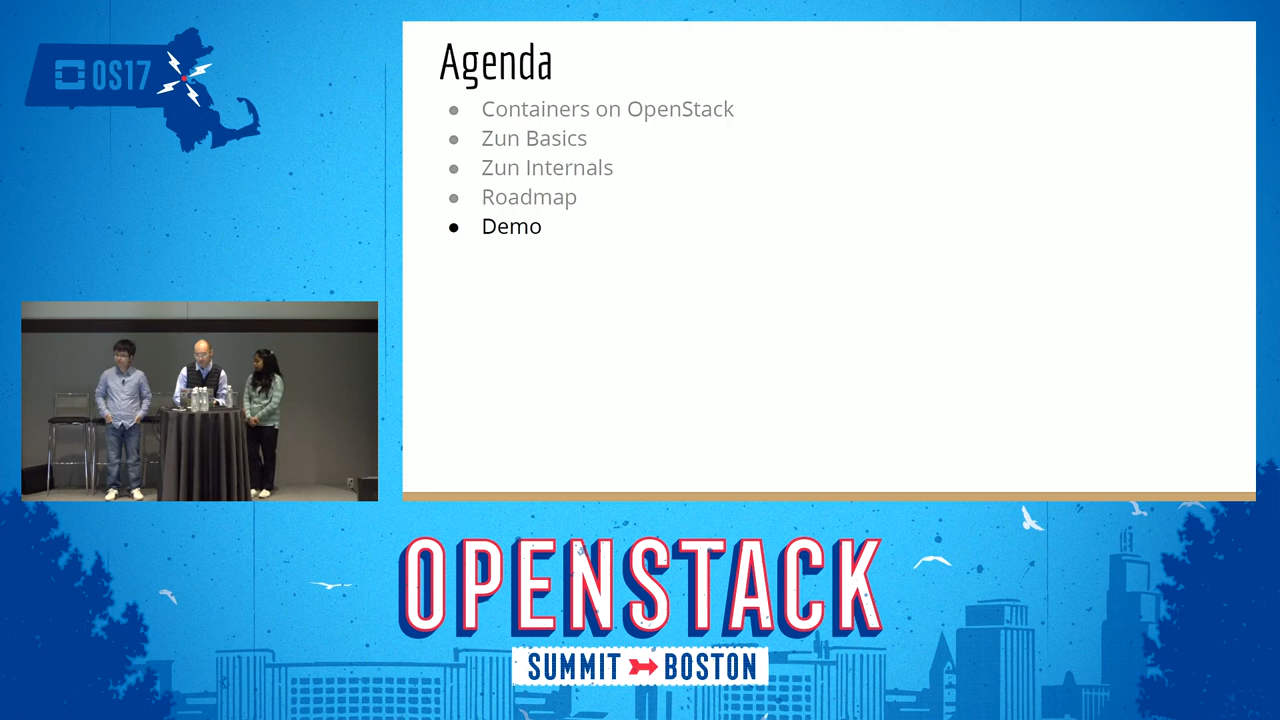 OS17
Agenda
● Containers on OpenStack
● Zun Basics
● Zun Internals
● Roadmap
● Demo
OPENSTACK
SUMMIT BOSTON